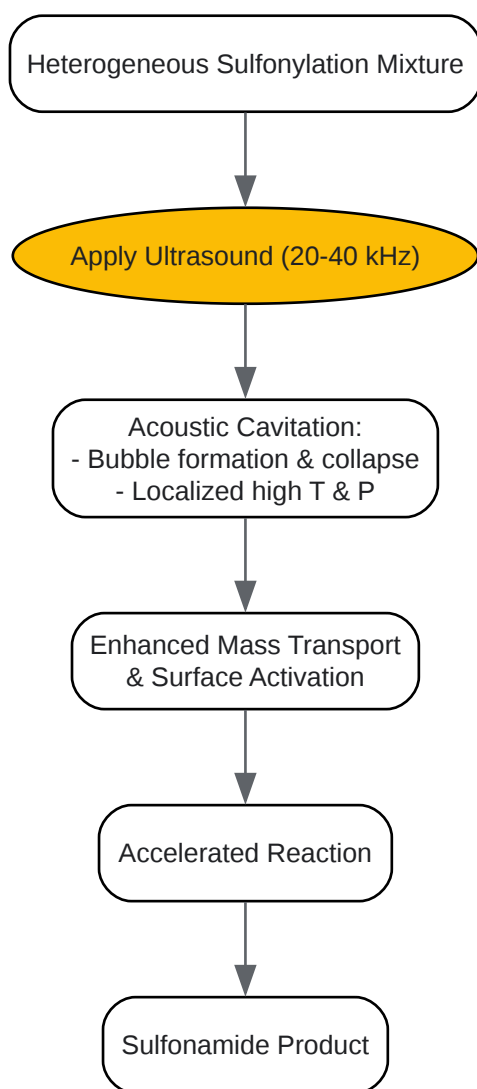 Heterogeneous Sulfonylation Mixture
Apply Ultrasound (20-40 kHz)
Acoustic Cavitation:
- Bubble formation & collapse
- Localized high T & P
Enhanced Mass Transport
& Surface Activation
Accelerated Reaction
Sulfonamide Product